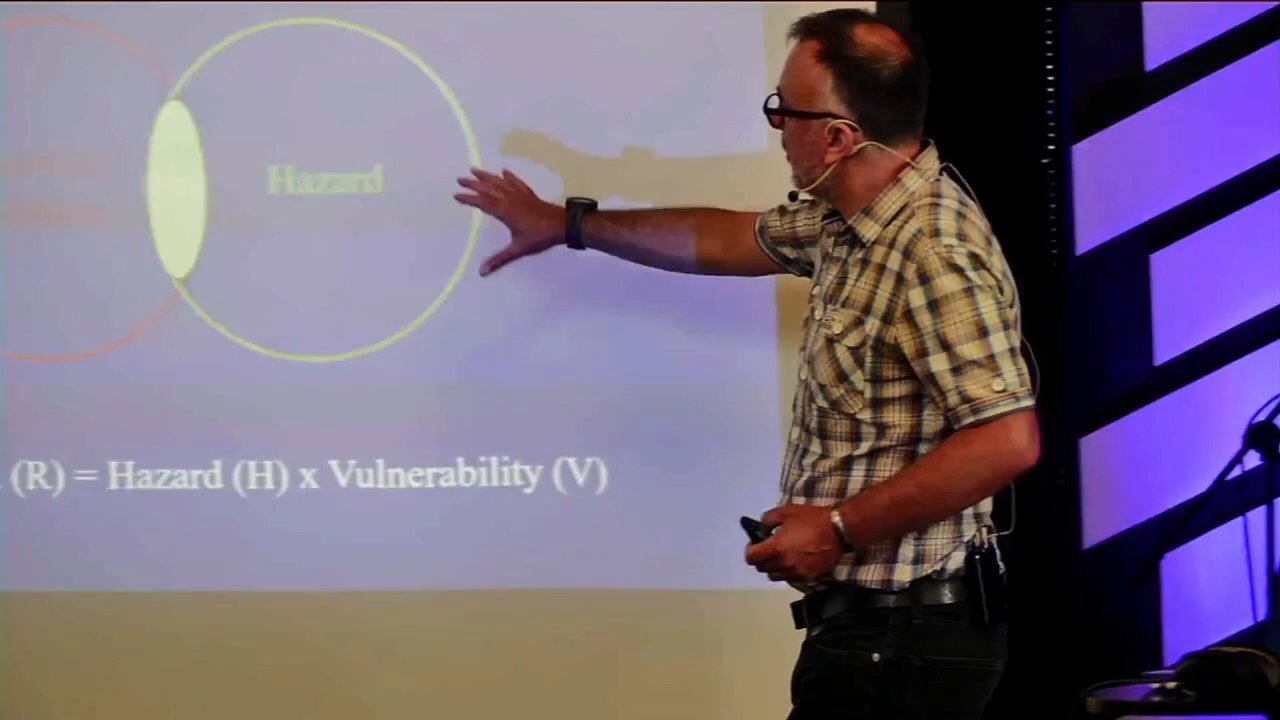 Hazard
(R) = Hazard (H) x Vulnerability (V)